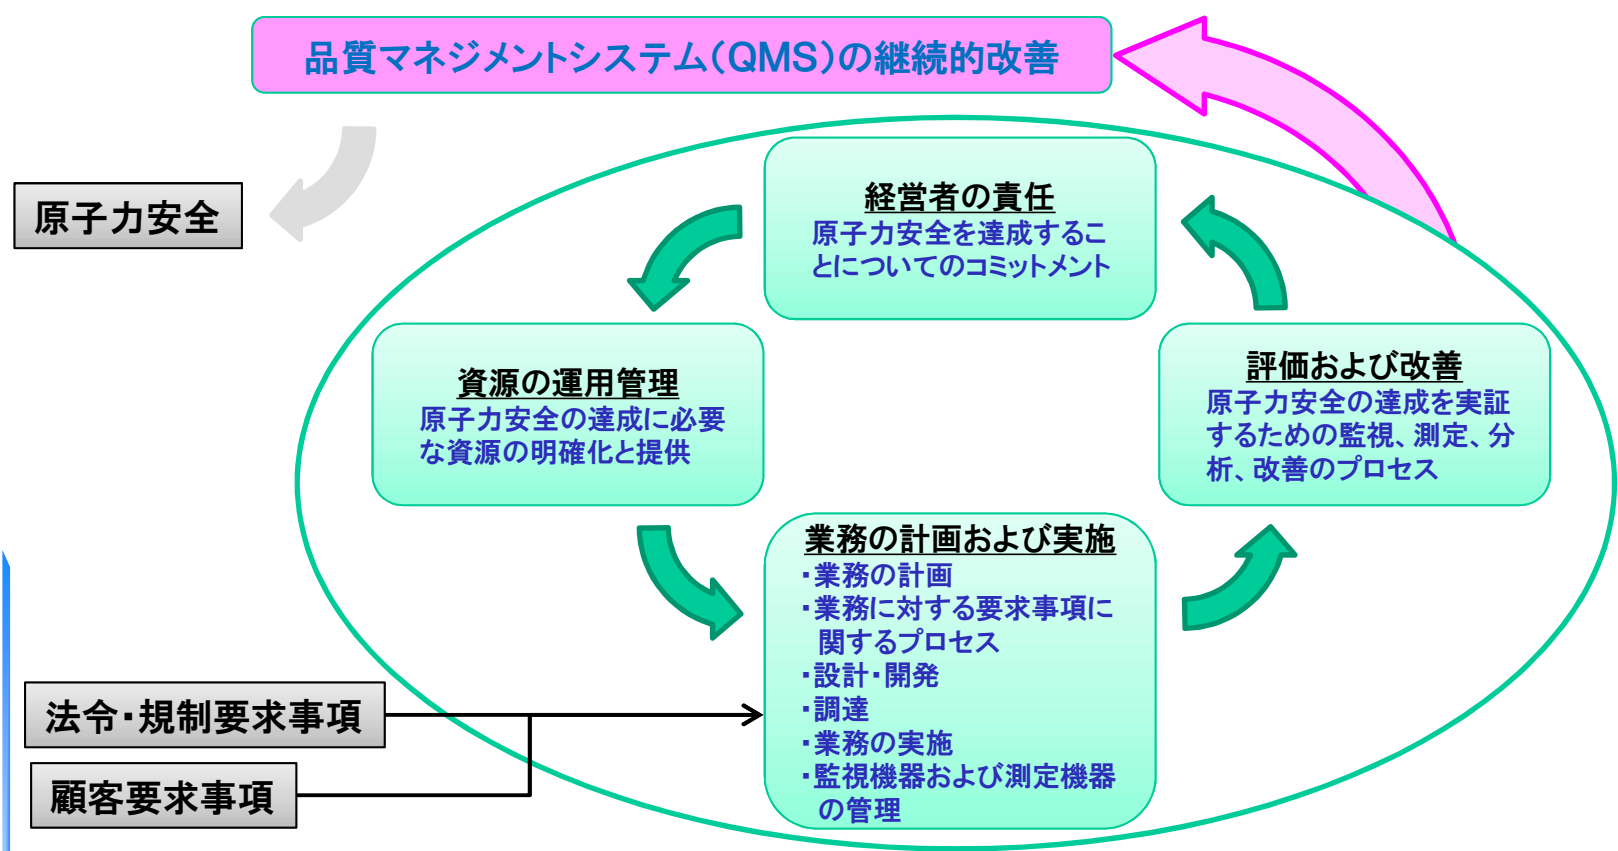 品質マネジメントシステム(QMS)の継続的改善
原子力安全
経営者の責任
原子力安全を達成するこ
とについてのコミットメント
資源の運用管理
原子力安全の達成に必要
な資源の明確化と提供
評価および改善
原子力安全の達成を実証
するための監視、測定、分
析、改善のプロセス
業務の計画および実施
・業務の計画
・業務に対する要求事項に
関するプロセス
・設計・開発
・調達
・業務の実施
・監視機器および測定機器
の管理
法令・規制要求事項
顧客要求事項